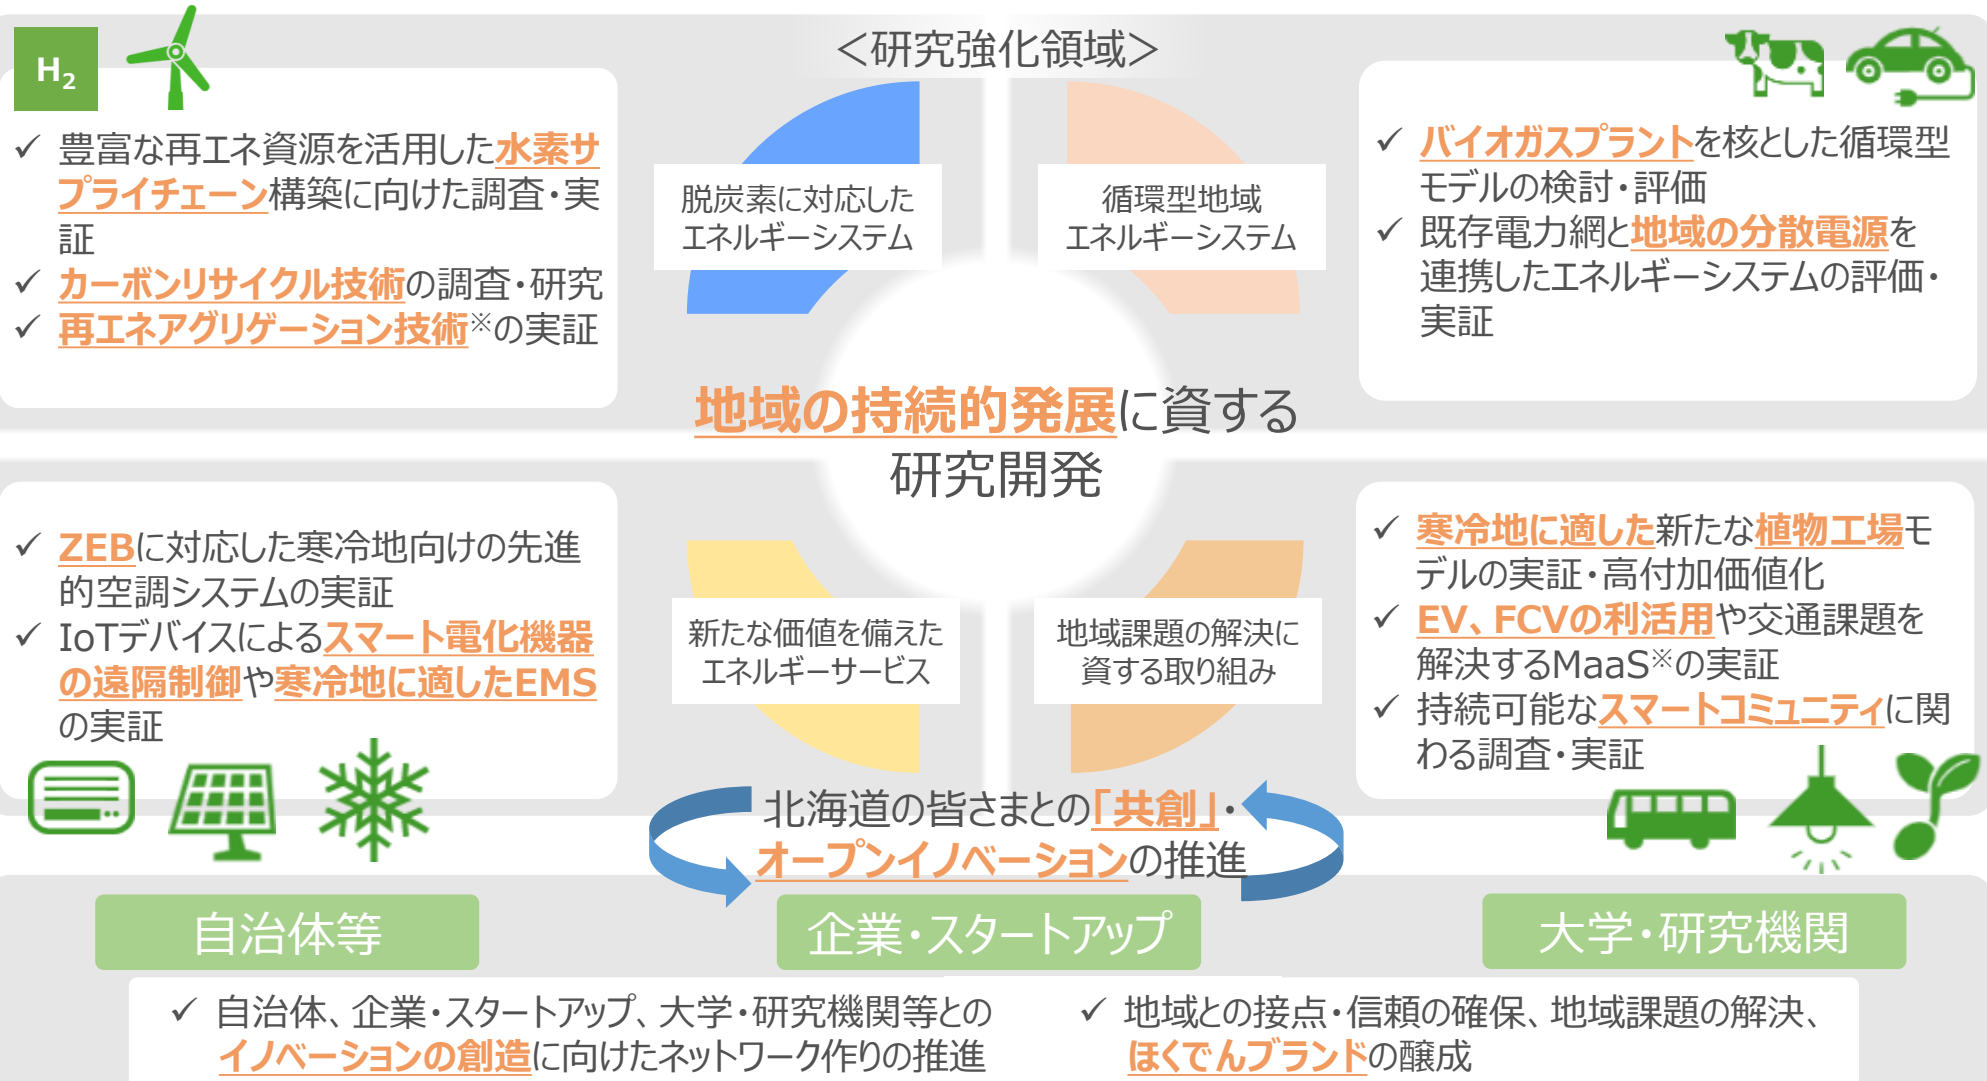 <研究強化領域>
H2
✓ 豊富な再エネ資源を活用した水素サ
プライチェーン構築に向けた調査・実
証
✓ カーボンリサイクル技術の調査・研究
✓ 再エネアグリゲーション技術※の実証
脱炭素に対応した
エネルギーシステム
循環型地域
エネルギーシステム
✓ バイオガスプラントを核とした循環型
モデルの検討・評価
✓ 既存電力網と地域の分散電源を
連携したエネルギーシステムの評価・
実証
地域の持続的発展に資する
研究開発
✓ ZEBに対応した寒冷地向けの先進
的空調システムの実証
✓ IoTデバイスによるスマート電化機器
の遠隔制御や寒冷地に適したEMS
の実証
新たな価値を備えた
エネルギーサービス
地域課題の解決に
資する取り組み
✓ 寒冷地に適した新たな植物工場モ
デルの実証・高付加価値化
✓ EV、FCVの利活用や交通課題を
解決するMaaS※の実証
✓ 持続可能なスマートコミュニティに関
わる調査・実証
北海道の皆さまとの「共創」・
オープンイノベーションの推進
自治体等
企業・スタートアップ
大学・研究機関
✓ 自治体、企業・スタートアップ、大学・研究機関等との
イノベーションの創造に向けたネットワーク作りの推進
✓ 地域との接点・信頼の確保、地域課題の解決、
ほくでんブランドの醸成